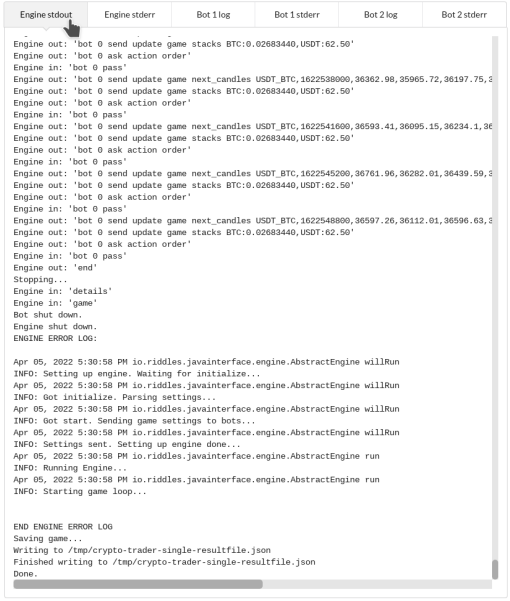 Engine stdout
Engine stderr
Bot 1 log
Bot 1 stderr
Bot 2 log
Bot 2 stderr
Engine out: 'bot 0 send update game stacks BTC:0.02683440,USDT:62.50'
Engine out: 'bot 0 ask action order'
Engine in: 'bot 0 pass'
Engine out: 'bot 0 send update game next_candles USDT_BTC,1622538000,36362.98,35965.72,36197.75,3
Engine out: 'bot 0 send update game stacks BTC:0.02683440,USDT:62.50'
Engine out: 'bot 0 ask action order'
Engine in: 'bot 0 pass'
Engine out: 'bot 0 send update game next_candles USDT_BTC,1622541600,36593.41,36095.15,36234.1,36
Engine out: 'bot 0 send update game stacks BTC:0.02683440,USDT:62.50'
Engine out: 'bot 0 ask action order'
Engine in: 'bot 0 pass'
Engine out: 'bot 0 send update game next_candles USDT_BTC,1622545200,36761.96,36282.01,36439.59,3
Engine out: 'bot 0 send update game stacks BTC:0.02683440,USDT:62.50'
Engine out: 'bot 0 ask action order'
Engine in: 'bot 0 pass'
Engine out: 'bot 0 send update game next_candles USDT_BTC,1622548800,36597.26,36112.01,36596.63,3
Engine out: 'bot 0 send update game stacks BTC:0.02683440,USDT:62.50'
Engine out: 'bot 0 ask action order'
Engine in: 'bot 0 pass'
Engine out: 'end'
Stopping...
Engine in: 'details'
Engine in: 'game'
Bot shut down.
Engine shut down.
ENGINE ERROR LOG:
Apr 05, 2022 5:30:58 PM io.riddles.javainterface.engine.AbstractEngine willRun
INFO: Setting up engine. Waiting for initialize...
Apr 05, 2022 5:30:58 PM io.riddles.javainterface.engine.AbstractEngine willRun
INFO: Got initialize. Parsing settings...
Apr 05, 2022 5:30:58 PM io.riddles.javainterface.engine.AbstractEngine willRun
INFO: Got start. Sending game settings to bots...
Apr 05, 2022 5:30:58 PM io.riddles.javainterface.engine.AbstractEngine willRun
INFO: Settings sent. Setting up engine done...
Apr 05, 2022 5:30:58 PM io.riddles.javainterface.engine.AbstractEngine run
INFO: Running Engine...
Apr 05, 2022 5:30:58 PM io.riddles.javainterface.engine.AbstractEngine run
INFO: Starting game loop...
END ENGINE ERROR LOG
Saving game...
Writing to /tmp/crypto-trader-single-resultfile.json
Finished writing to /tmp/crypto-trader-single-resultfile.json
Done.